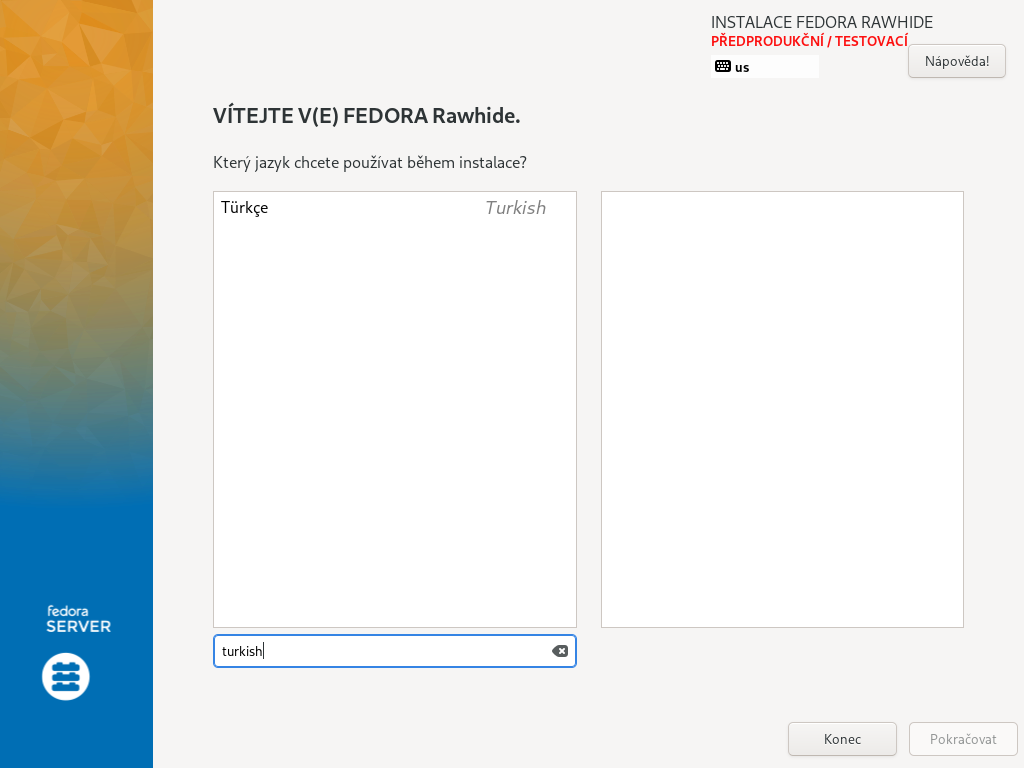 INSTALACE FEDORA RAWHIDE
PŘEDPRODUKČNÍ / TESTOVACÍ
us
Nápověda!
VÍTEJTE V(E) FEDORA Rawhide.
Který jazyk chcete používat během instalace?
Türkçe Turkish
turkish
fedora
SERVER
Konec
Pokračovat